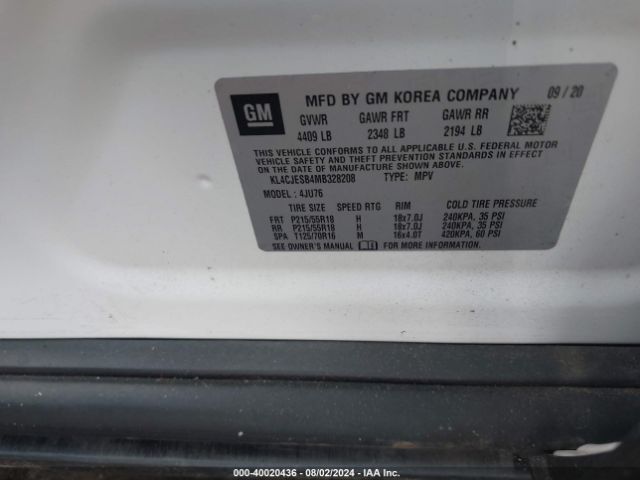 GM
MFD BY GM KOREA COMPANY 09/20
GVWR GAWR FRT GAWR RR
4409 LB 2348 LB 2194 LB
THIS VEHICLE CONFORMS TO ALL APPLICABLE U.S. FEDERAL MOTOR
VEHICLE SAFETY AND THEFT PREVENTION STANDARDS IN EFFECT
ON THE DATE OF MANUFACTURE SHOWN ABOVE.
KL4CJESB4MB328208 TYPE: MPV
MODEL: 4JU76
TIRE SIZE SPEED RTG RIM COLD TIRE PRESSURE
FRT P215/55R18 H 18x7.0J 240KPA, 35 PSI
RR P215/55R18 H 18x7.0J 240KPA, 35 PSI
SPA T125/70R16 M 16x4.0T 420KPA, 60 PSI
SEE OWNER'S MANUAL FOR MORE INFORMATION
000-40020436 - 08/02/2024 - IAA Inc.